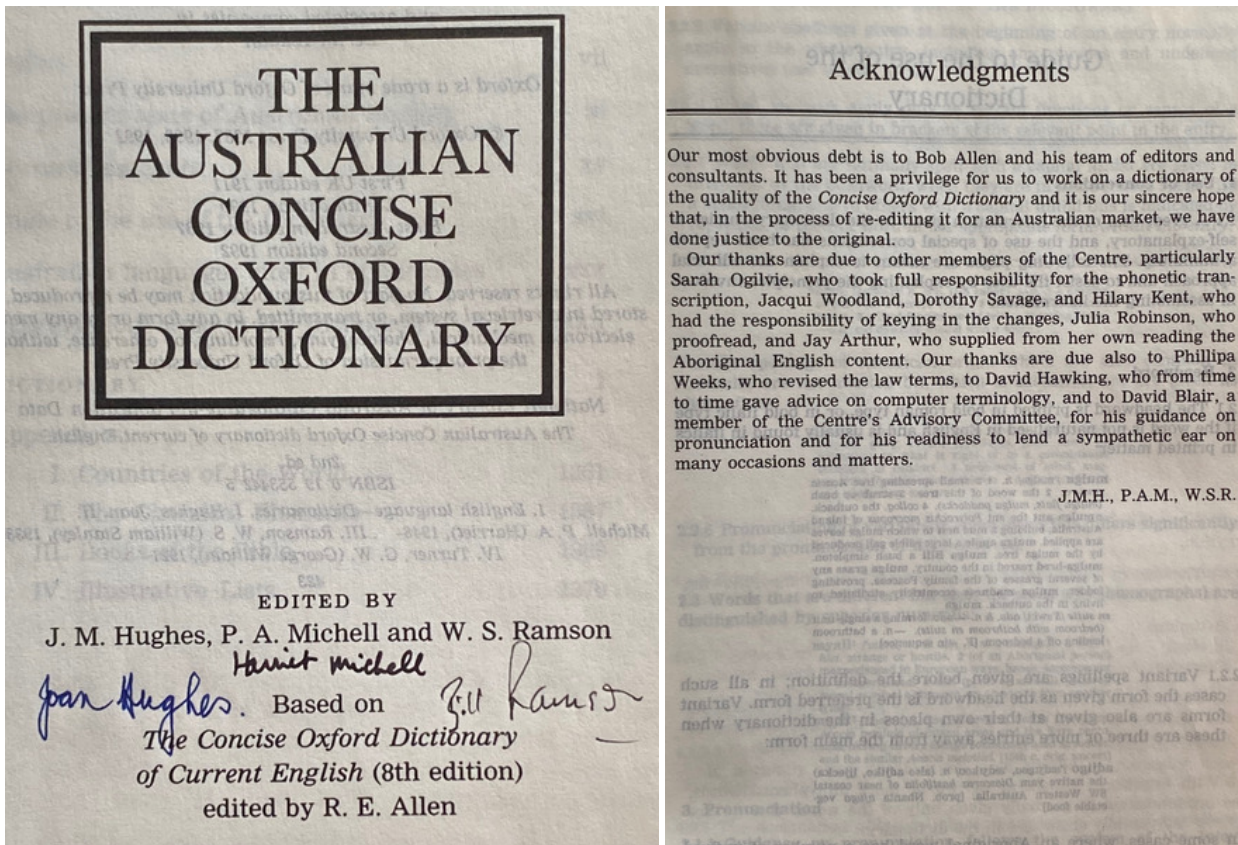 THE
AUSTRALIAN
CONCISE
OXFORD
DICTIONARY
EDITED BY
J. M. Hughes, P. A. Michell and W. S. Ramson
Harriet Michell
Joan Hughes. Based on Bill Ramson
The Concise Oxford Dictionary
of Current English (8th edition)
edited by R. E. Allen
Acknowledgments
Our most obvious debt is to Bob Allen and his team of editors and
consultants. It has been a privilege for us to work on a dictionary of
the quality of the Concise Oxford Dictionary and it is our sincere hope
that, in the process of re-editing it for an Australian market, we have
done justice to the original.
Our thanks are due to other members of the Centre, particularly
Sarah Ogilvie, who took full responsibility for the phonetic tran-
scription, Jacqui Woodland, Dorothy Savage, and Hilary Kent, who
had the responsibility of keying in the changes, Julia Robinson, who
proofread, and Jay Arthur, who supplied from her own reading the
Aboriginal English content. Our thanks are due also to Phillipa
Weeks, who revised the law terms, to David Hawking, who from time
to time gave advice on computer terminology, and to David Blair, a
member of the Centre's Advisory Committee, for his guidance on
pronunciation and for his readiness to lend a sympathetic ear on
many occasions and matters.
J.M.H., P.A.M., W.S.R.